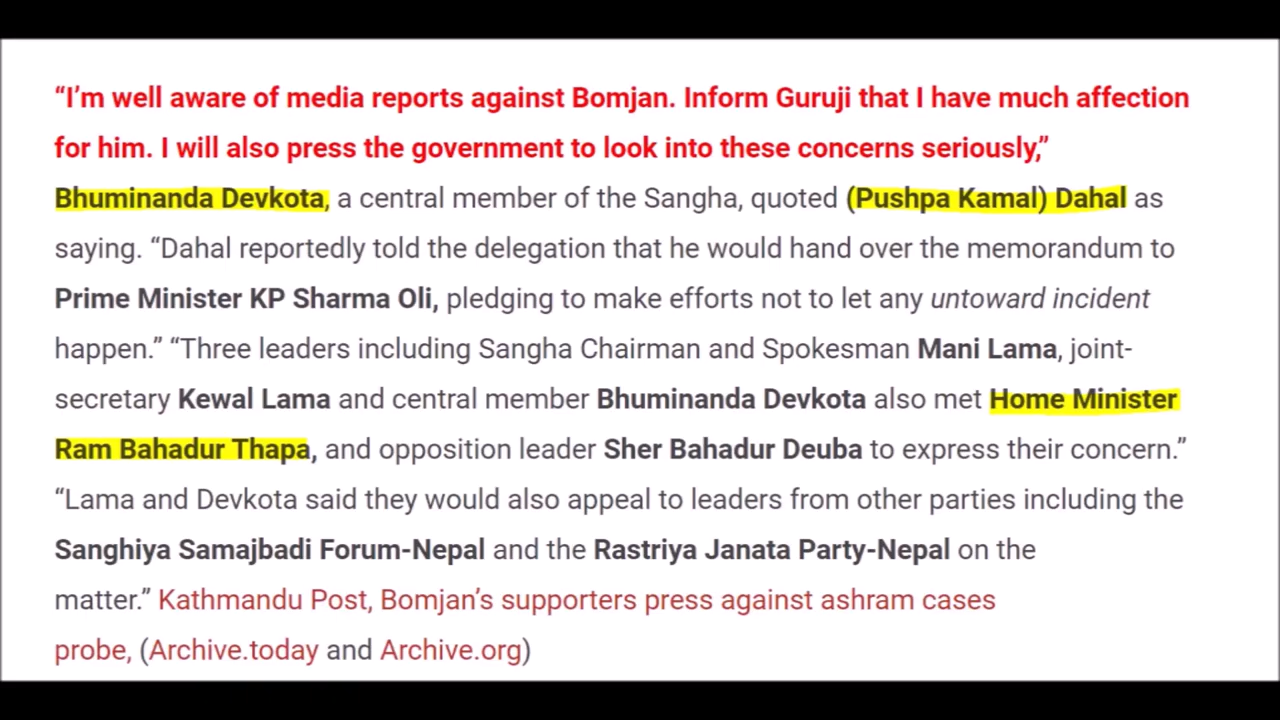 “I’m well aware of media reports against Bomjan. Inform Guruji that I have much affection
for him. I will also press the government to look into these concerns seriously,”
Bhuminanda Devkota, a central member of the Sangha, quoted (Pushpa Kamal) Dahal as
saying. “Dahal reportedly told the delegation that he would hand over the memorandum to
Prime Minister KP Sharma Oli, pledging to make efforts not to let any untoward incident
happen.” “Three leaders including Sangha Chairman and Spokesman Mani Lama, joint-
secretary Kewal Lama and central member Bhuminanda Devkota also met Home Minister
Ram Bahadur Thapa, and opposition leader Sher Bahadur Deuba to express their concern.”
“Lama and Devkota said they would also appeal to leaders from other parties including the
Sanghiya Samajbadi Forum-Nepal and the Rastriya Janata Party-Nepal on the
matter.” Kathmandu Post, Bomjan’s supporters press against ashram cases
probe, (Archive.today and Archive.org)